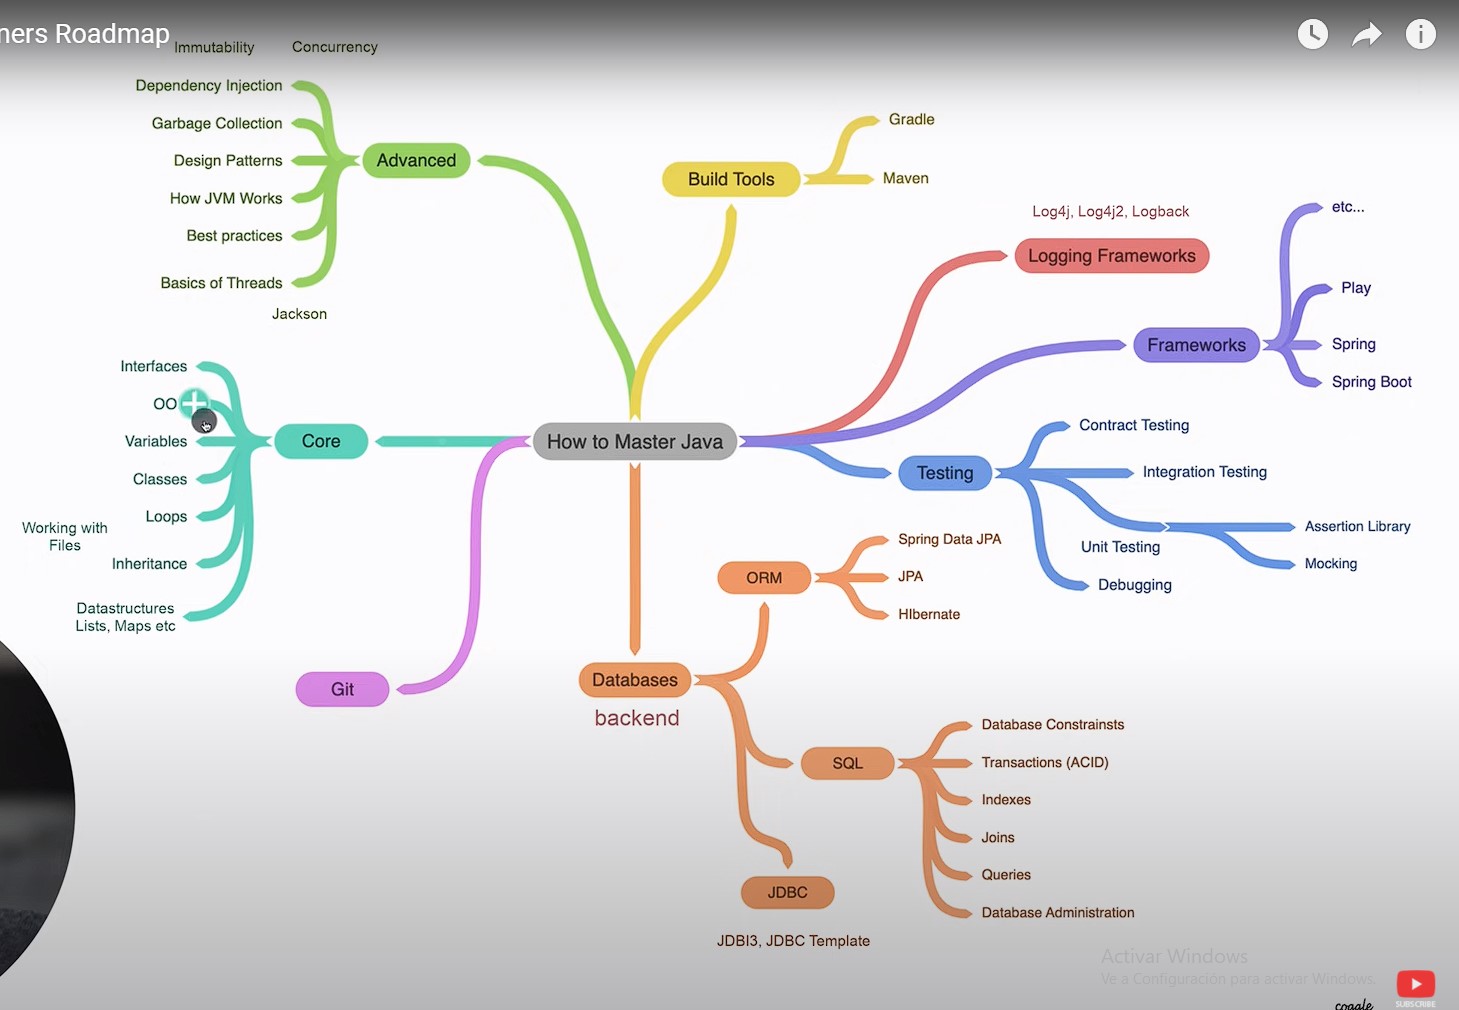 ners Roadmap
Immutability
Concurrency
Dependency Injection
Garbage Collection
Design Patterns
How JVM Works
Best practices
Basics of Threads
Jackson
Advanced
Build Tools
Gradle
Maven
Log4j, Log4j2, Logback
Logging Frameworks
etc...
Play
Spring
Spring Boot
Frameworks
Interfaces
OO
Variables
Classes
Loops
Working with
Files
Inheritance
Datastructures
Lists, Maps etc
Core
How to Master Java
Testing
Contract Testing
Integration Testing
Unit Testing
Assertion Library
Mocking
Debugging
Git
Databases
backend
ORM
Spring Data JPA
JPA
HIbernate
SQL
Database Constrainsts
Transactions (ACID)
Indexes
Joins
Queries
Database Administration
JDBC
JDBI3, JDBC Template
Activar Windows
Ve a Configuración para activar Windows.
SUBSCRIBE
coggle